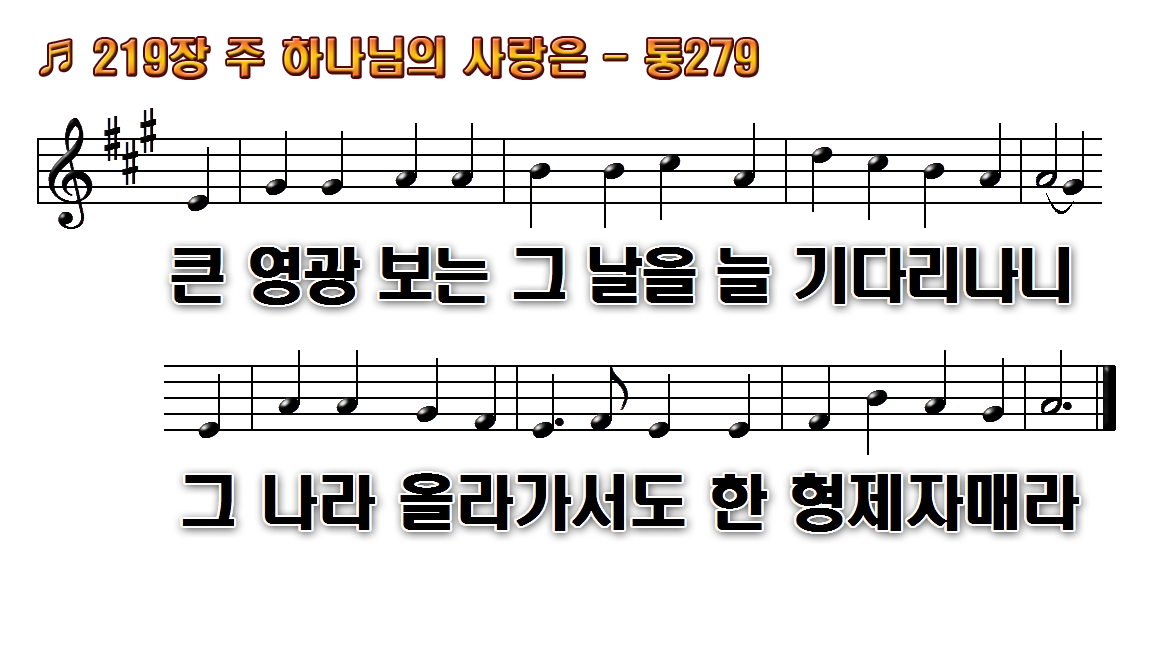 ♬ 219장 주 하나님의 사랑은 - 통279
큰 영광 보는 그 날을 늘 기다리나니
그 나라 올라가서도 한 형제자매라